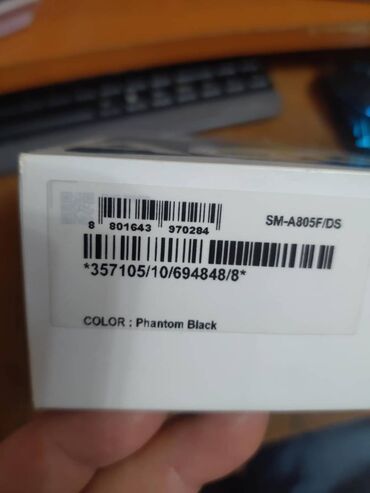 SM-A805F/DS
8 801643 970284
*357105/10/694848/8*
COLOR : Phantom Black